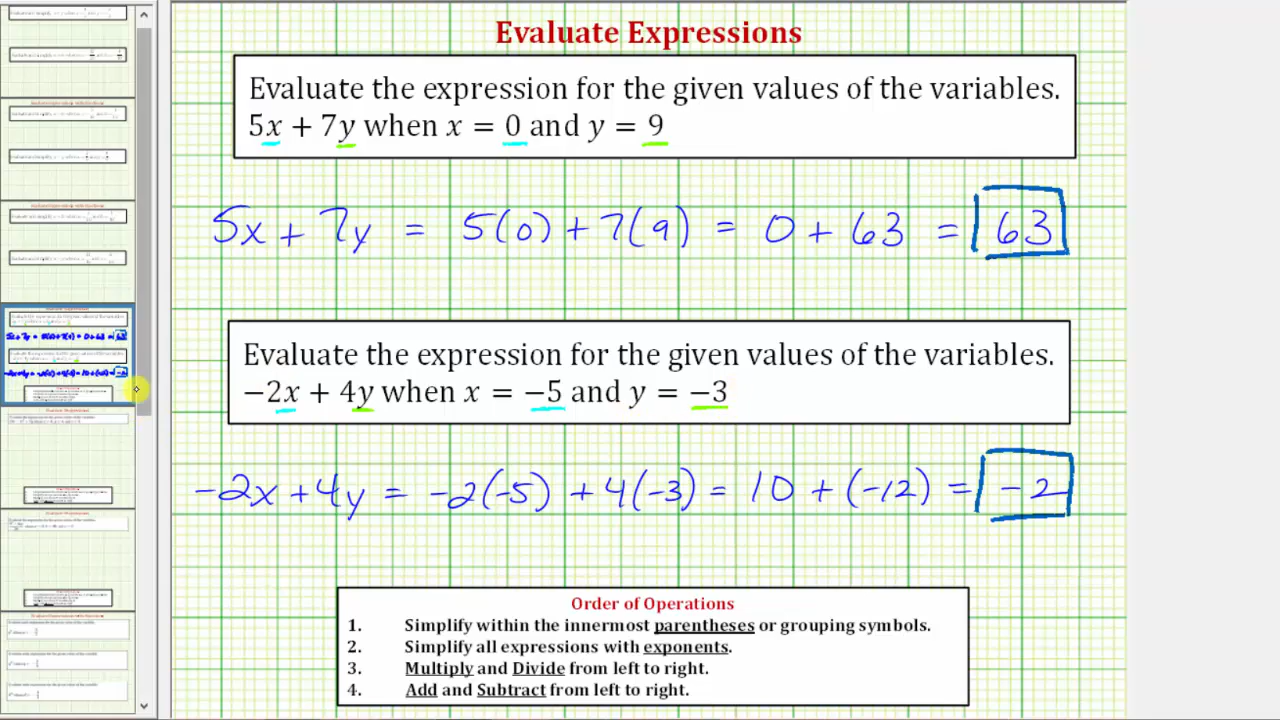 Evaluate Expressions
Evaluate the expression for the given values of the variables.
5x + 7y when x = 0 and y = 9
5x + 7y = 5(0) + 7(9) = 0 + 63 = 63
Evaluate the expression for the given values of the variables.
−2x + 4y when x = −5 and y = −3
-2x + 4y = -2(-5) + 4(-3) = 10 + (-12) = -2
Order of Operations
1. Simplify within the innermost parentheses or grouping symbols.
2. Simplify all expressions with exponents.
3. Multiply and Divide from left to right.
4. Add and Subtract from left to right.